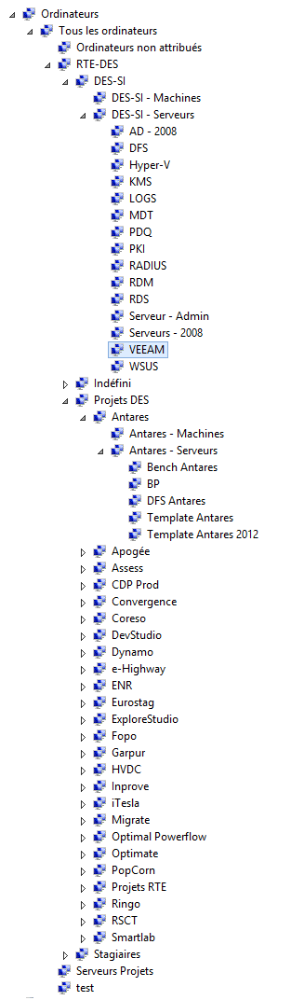 Ordinateurs
Tous les ordinateurs
Ordinateurs non attribués
RTE-DES
DES-SI
DES-SI - Machines
DES-SI - Serveurs
AD - 2008
DFS
Hyper-V
KMS
LOGS
MDT
PDQ
PKI
RADIUS
RDM
RDS
Serveur - Admin
Serveurs - 2008
VEEAM
WSUS
Indéfini
Projets DES
Antares
Antares - Machines
Antares - Serveurs
Bench Antares
BP
DFS Antares
Template Antares
Template Antares 2012
Apogée
Assess
CDP Prod
Convergence
Coreso
DevStudio
Dynamo
e-Highway
ENR
Eurostag
ExploreStudio
Fopo
Garpur
HVDC
Inprove
iTesla
Migrate
Optimal Powerflow
Optimate
PopCorn
Projets RTE
Ringo
RSCT
Smartlab
Stagiaires
Serveurs Projets
test